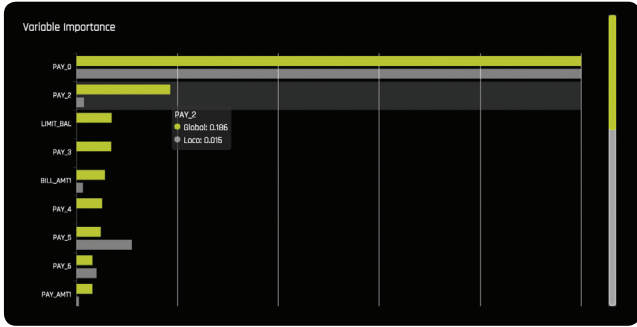 Variable Importance
PAY_0
PAY_2
PAY_2
Global: 0.186
Loco: 0.015
LIMIT_BAL
PAY_3
BILL_AMT1
PAY_4
PAY_5
PAY_6
PAY_AMT1